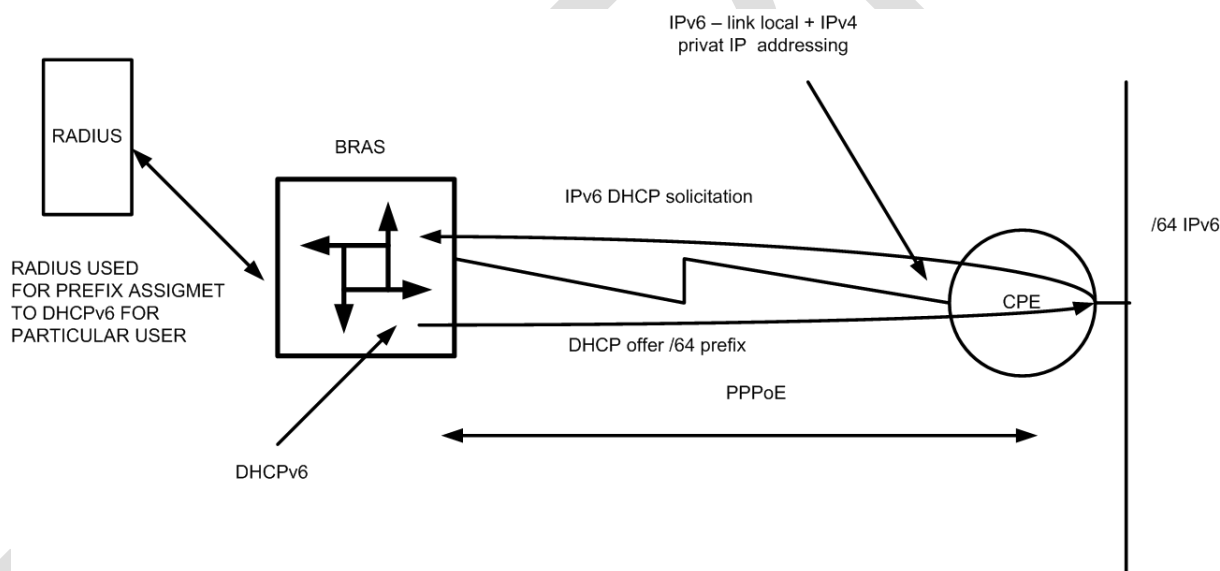 IPv6 – link local + IPv4
privat IP  addressing
RADIUS
BRAS
IPv6 DHCP solicitation
/64 IPv6
RADIUS USED
FOR PREFIX ASSIGMET
TO DHCPv6 FOR
PARTICULAR USER
CPE
DHCP offer /64 prefix
PPPoE
DHCPv6